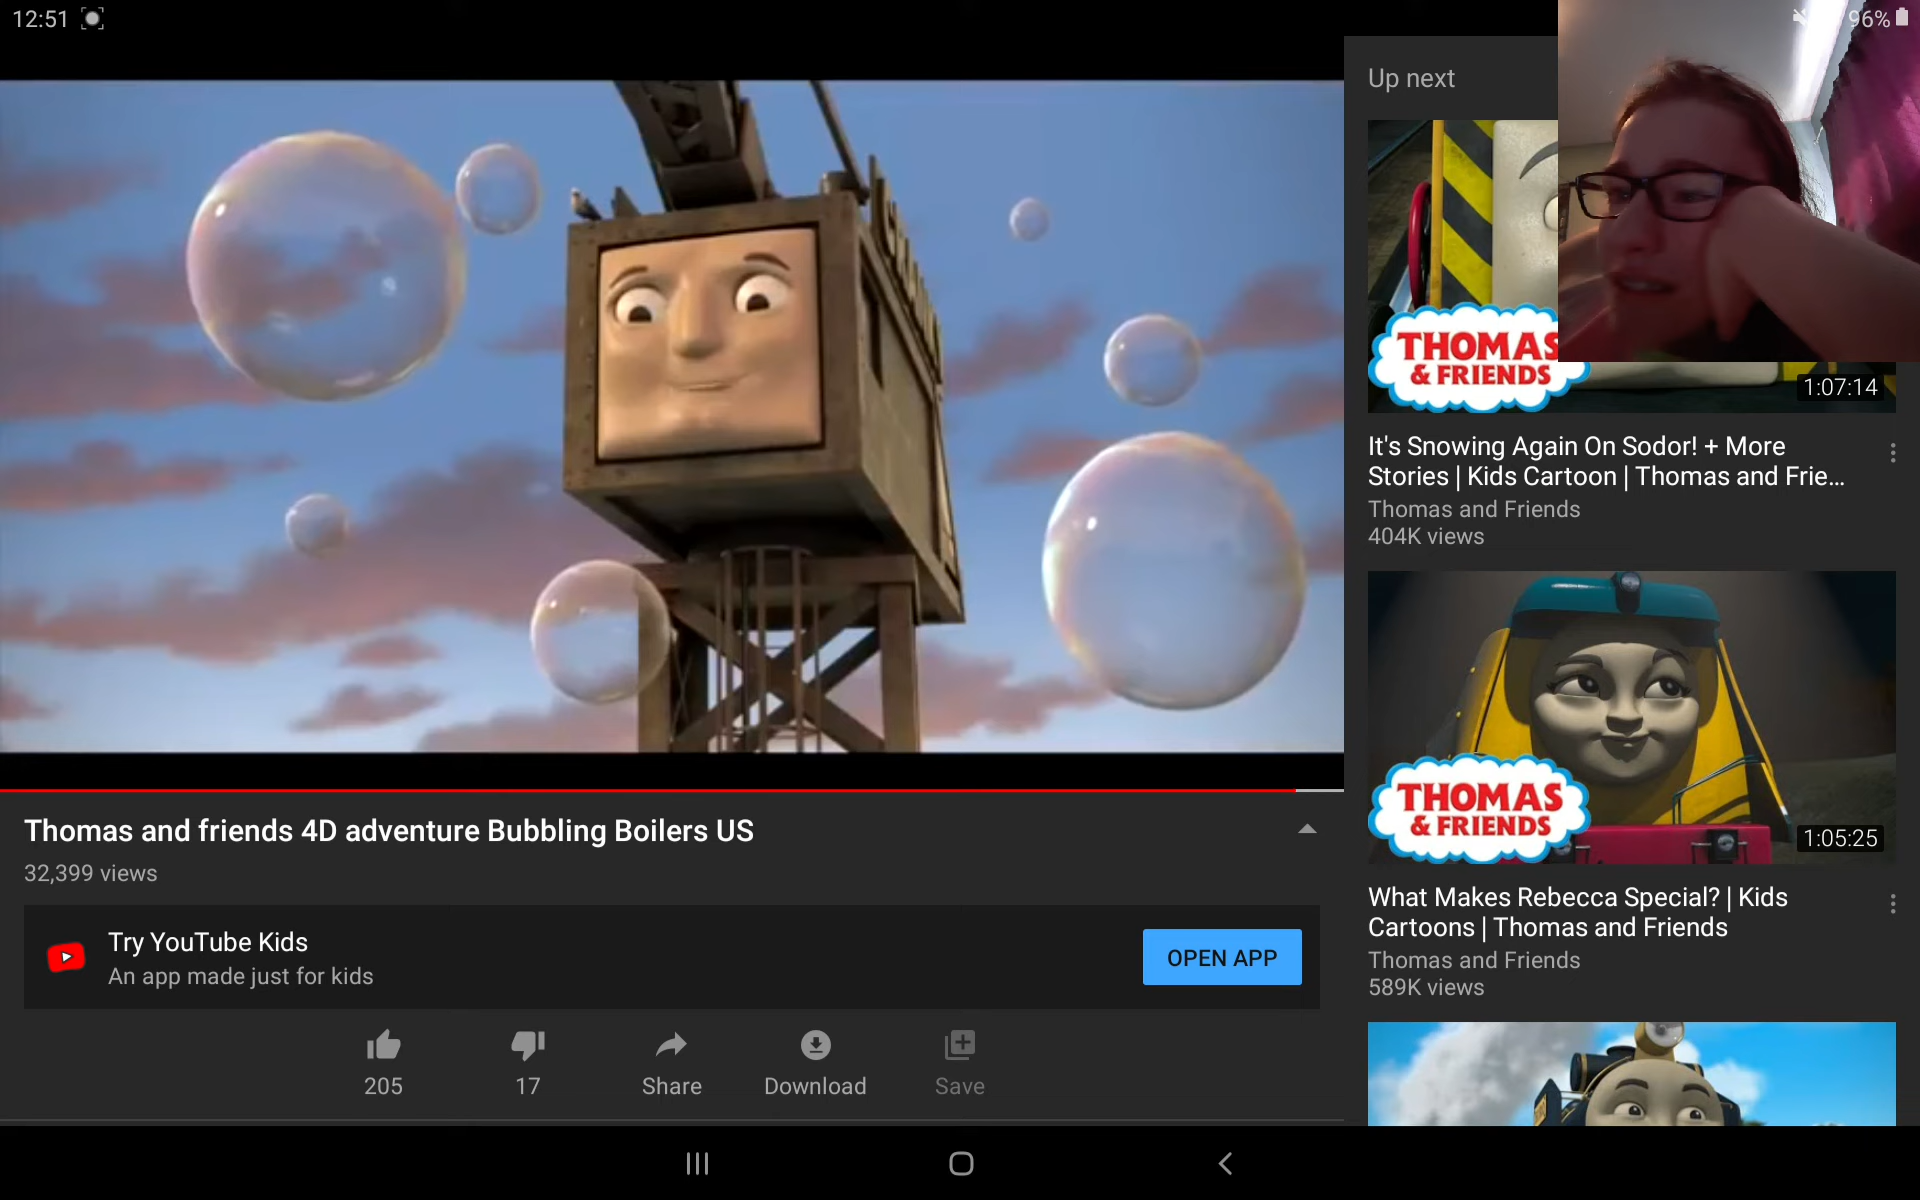 12:51
96%
Up next
THOMAS
& FRIENDS
1:07:14
It's Snowing Again On Sodor! + More
Stories | Kids Cartoon | Thomas and Frie...
Thomas and Friends
404K views
THOMAS
& FRIENDS
1:05:25
What Makes Rebecca Special? | Kids
Cartoons | Thomas and Friends
Thomas and Friends
589K views
Thomas and friends 4D adventure Bubbling Boilers US
32,399 views
Try YouTube Kids
An app made just for kids
OPEN APP
205
17
Share
Download
Save